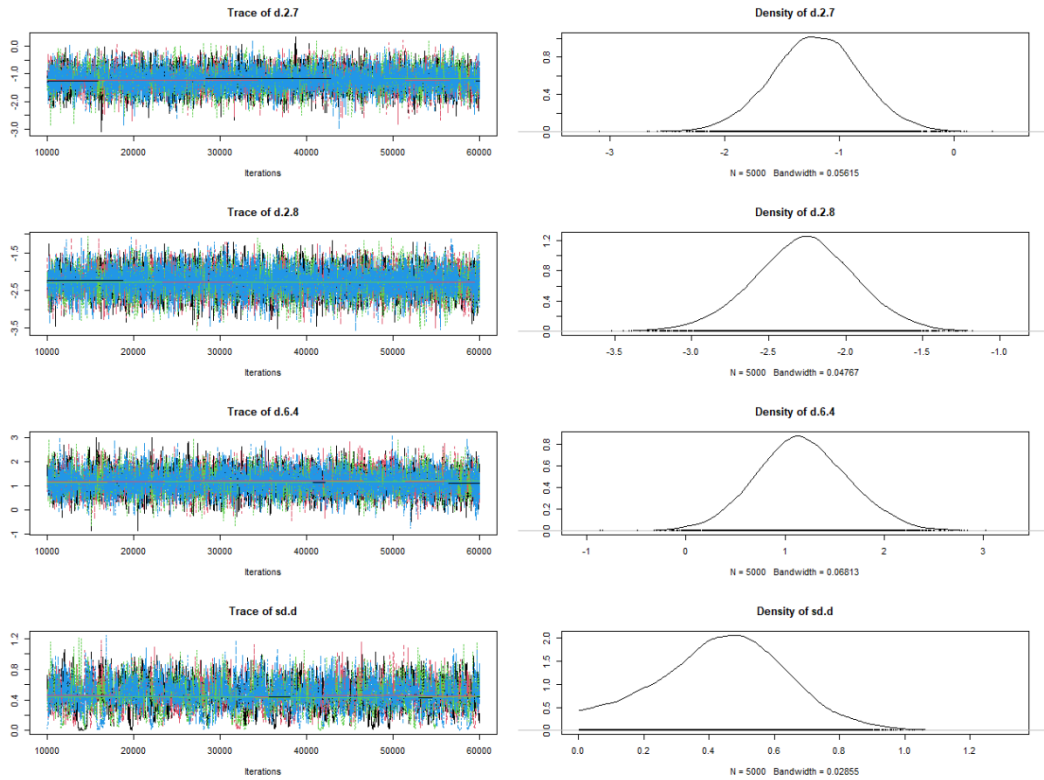 Trace of d.2.7
Density of d.2.7
0.0
-1.0
-2.0
-3.0
10000 20000 30000 40000 50000 60000
Iterations
0.8
0.4
0.0
-3 -2 -1 0
N = 5000 Bandwidth = 0.05615
Trace of d.2.8
Density of d.2.8
-1.5
-2.5
-3.5
10000 20000 30000 40000 50000 60000
Iterations
1.2
0.8
0.4
0.0
-3.5 -3.0 -2.5 -2.0 -1.5 -1.0
N = 5000 Bandwidth = 0.04767
Trace of d.6.4
Density of d.6.4
3
2
1
0
-1
10000 20000 30000 40000 50000 60000
Iterations
0.8
0.6
0.4
0.2
0.0
-1 0 1 2 3
N = 5000 Bandwidth = 0.06813
Trace of sd.d
Density of sd.d
1.2
0.8
0.4
0.0
10000 20000 30000 40000 50000 60000
Iterations
2.0
1.5
1.0
0.5
0.0
0.0 0.2 0.4 0.6 0.8 1.0 1.2
N = 5000 Bandwidth = 0.02855